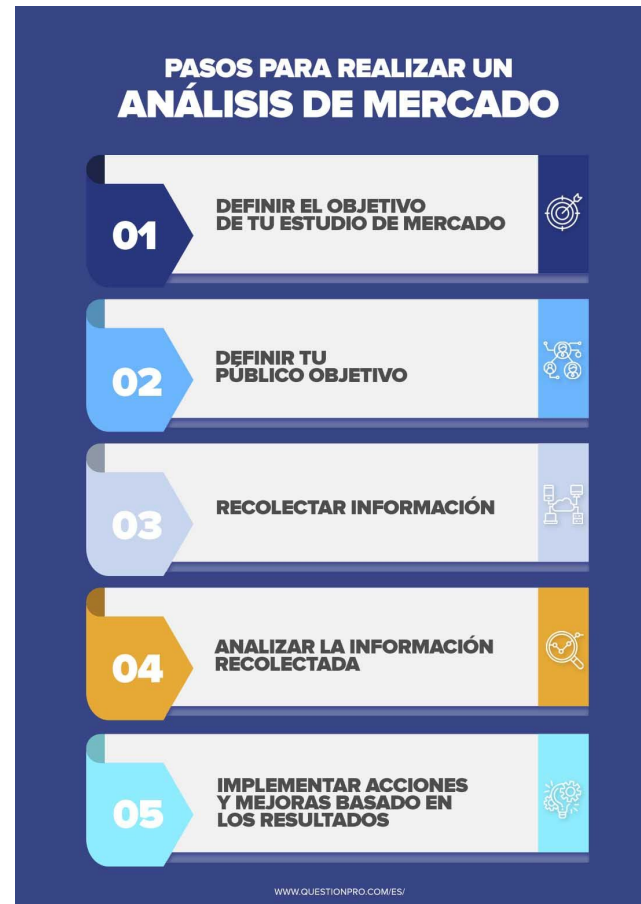 PASOS PARA REALIZAR UN
ANÁLISIS DE MERCADO
01
DEFINIR EL OBJETIVO
DE TU ESTUDIO DE MERCADO
02
DEFINIR TU
PÚBLICO OBJETIVO
03
RECOLECTAR INFORMACIÓN
04
ANALIZAR LA INFORMACIÓN
RECOLECTADA
05
IMPLEMENTAR ACCIONES
Y MEJORAS BASADO EN
LOS RESULTADOS
WWW.QUESTIONPRO.COM/ES/